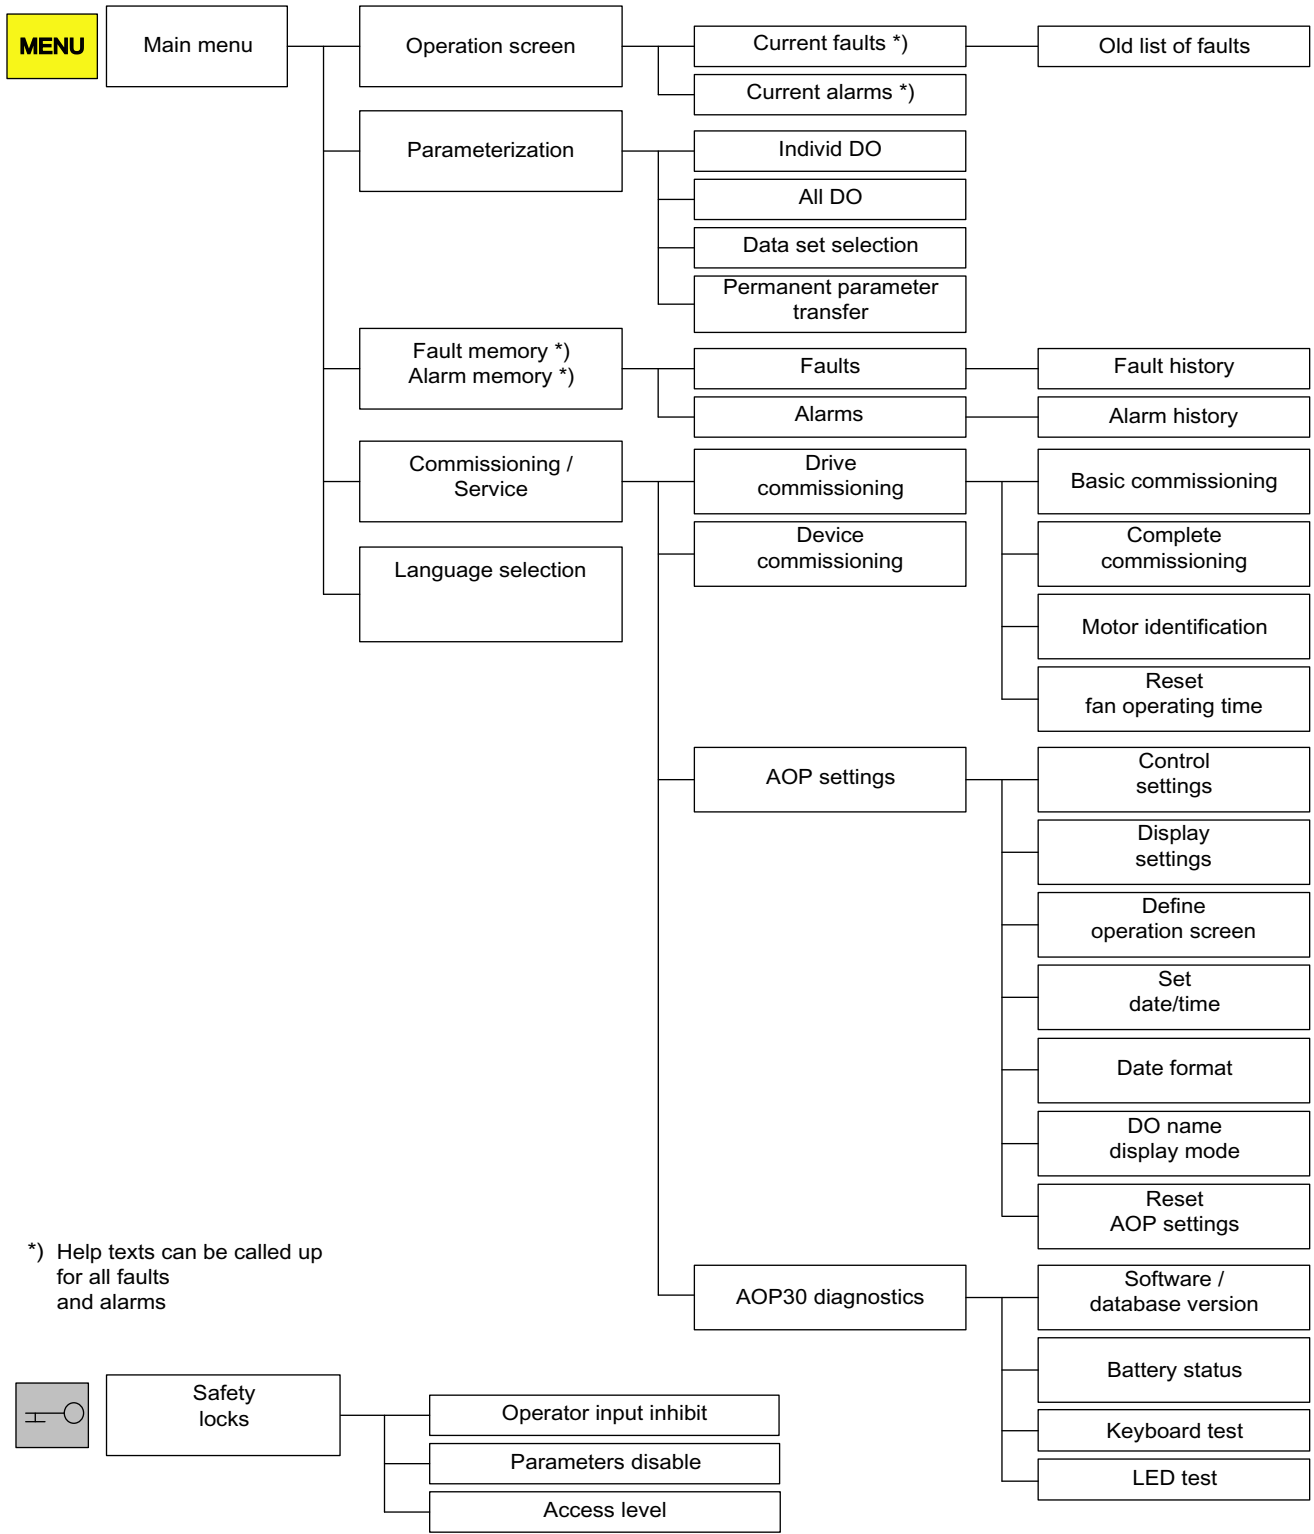 MENU
Main menu
Operation screen
Current faults *)
Old list of faults
Current alarms *)
Parameterization
Individ DO
All DO
Data set selection
Permanent parameter
transfer
Fault memory *)
Alarm memory *)
Faults
Fault history
Alarms
Alarm history
Commissioning /
Service
Drive
commissioning
Basic commissioning
Device
commissioning
Complete
commissioning
Language selection
Motor identification
Reset
fan operating time
AOP settings
Control
settings
Display
settings
Define
operation screen
Set
date/time
Date format
DO name
display mode
Reset
AOP settings
*) Help texts can be called up
for all faults
and alarms
AOP30 diagnostics
Software /
database version
Battery status
Keyboard test
LED test
Safety
locks
Operator input inhibit
Parameters disable
Access level